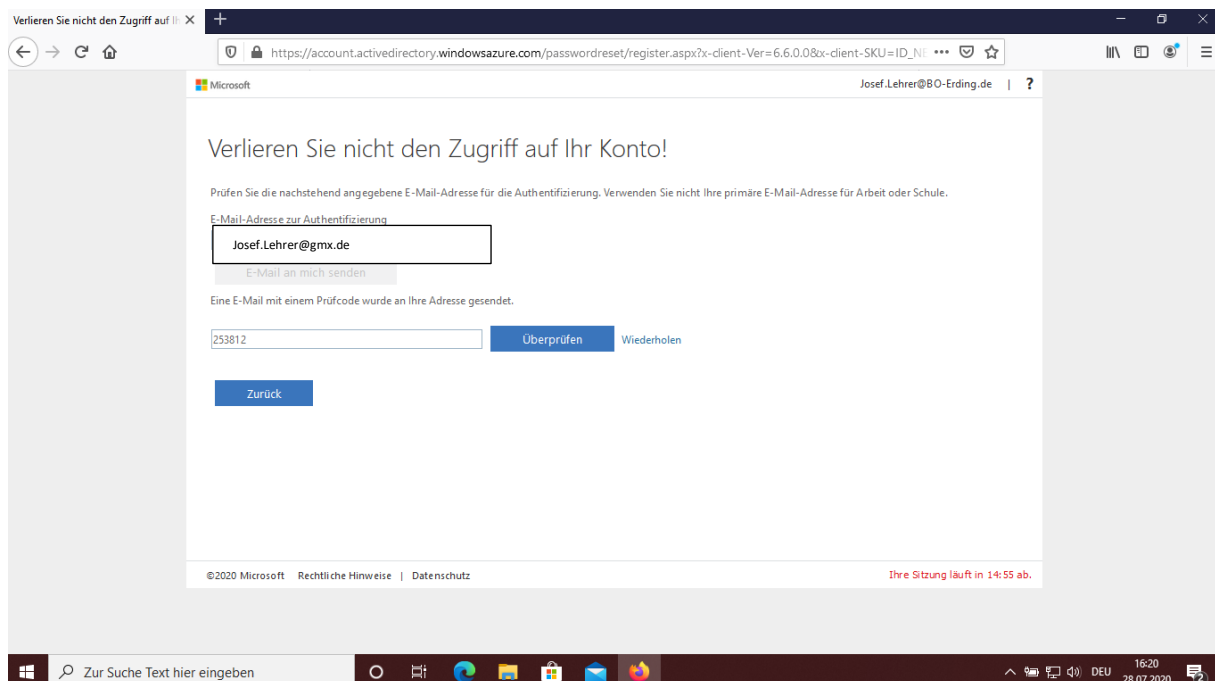 Verlieren Sie nicht den Zugriff auf Ih
https://account.activedirectory.windowsazure.com/passwordreset/register.aspx?x-client-Ver=6.6.0.0&x-client-SKU=ID_NE
Microsoft
Josef.Lehrer@BO-Erding.de | ?
Verlieren Sie nicht den Zugriff auf Ihr Konto!
Prüfen Sie die nachstehend angegebene E-Mail-Adresse für die Authentifizierung. Verwenden Sie nicht Ihre primäre E-Mail-Adresse für Arbeit oder Schule.
E-Mail-Adresse zur Authentifizierung
Josef.Lehrer@gmx.de
E-Mail an mich senden
Eine E-Mail mit einem Prüfcode wurde an Ihre Adresse gesendet.
253812 Überprüfen Wiederholen
Zurück
©2020 Microsoft Rechtliche Hinweise | Datenschutz
Ihre Sitzung läuft in 14:55 ab.
Zur Suche Text hier eingeben
DEU
16:20
28.07.2020
2